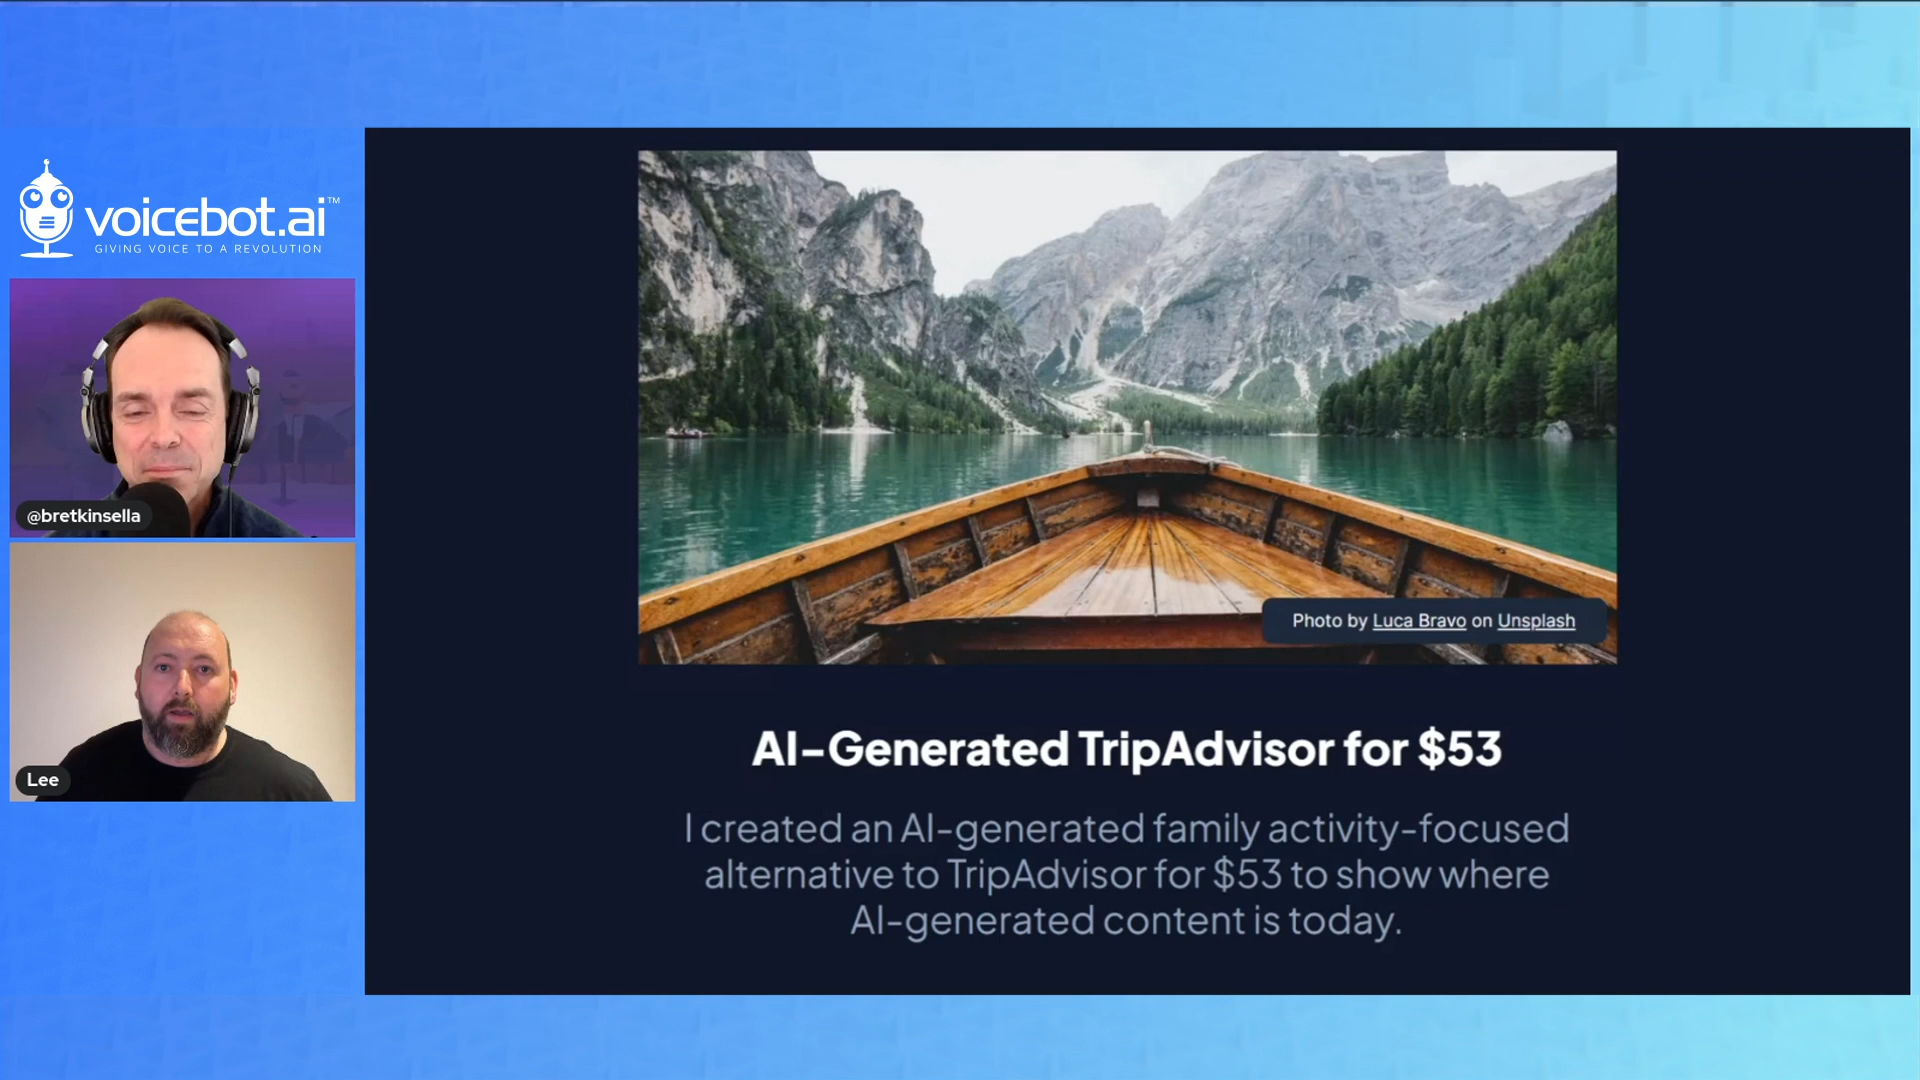 voicebot.ai™
GIVING VOICE TO A REVOLUTION
@bretkinsella
Lee
Photo by Luca Bravo on Unsplash
AI-Generated TripAdvisor for $53
I created an AI-generated family activity-focused
alternative to TripAdvisor for $53 to show where
AI-generated content is today.